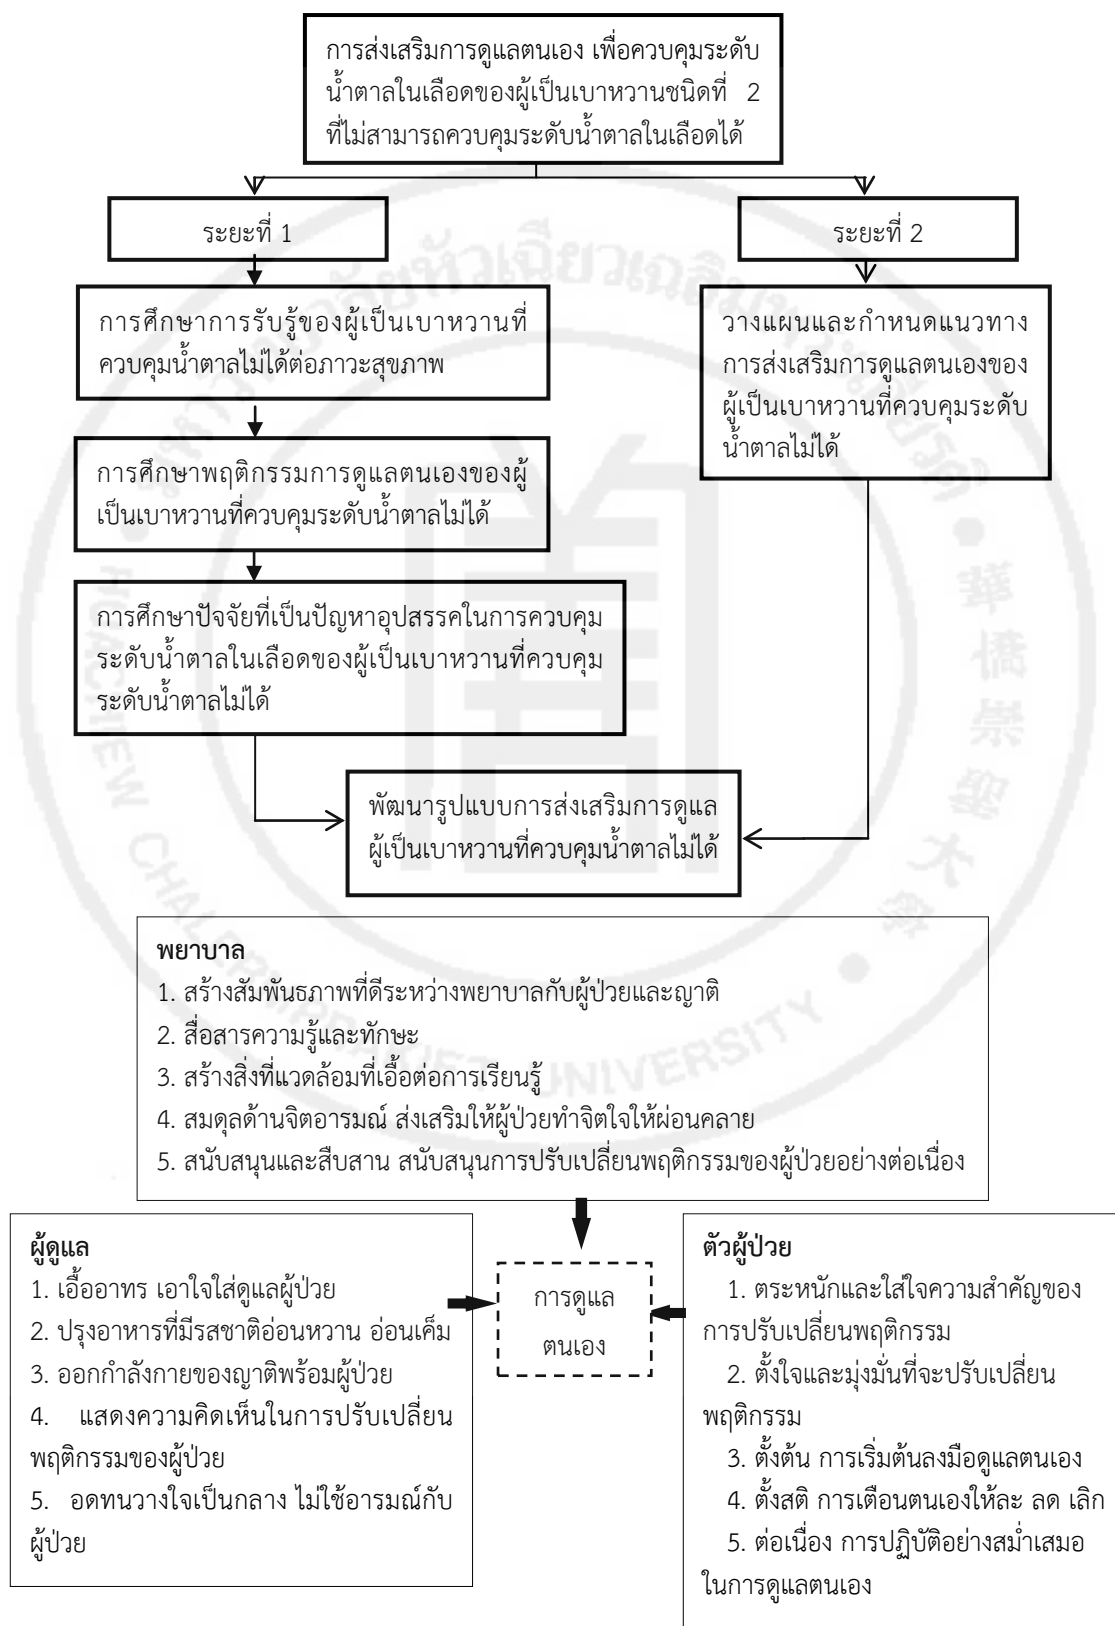 การส่งเสริมการดูแลตนเอง เพื่อควบคุมระดับ
น้ำตาลในเลือดของผู้เป็นเบาหวานชนิดที่ 2
ที่ไม่สามารถควบคุมระดับน้ำตาลในเลือดได้
ระยะที่ 1
ระยะที่ 2
การศึกษาการรับรู้ของผู้เป็นเบาหวานที่
ควบคุมน้ำตาลไม่ได้ต่อภาวะสุขภาพ
วางแผนและกำหนดแนวทาง
การส่งเสริมการดูแลตนเองของ
ผู้เป็นเบาหวานที่ควบคุมระดับ
น้ำตาลไม่ได้
การศึกษาพฤติกรรมการดูแลตนเองของผู้
เป็นเบาหวานที่ควบคุมระดับน้ำตาลไม่ได้
การศึกษาปัจจัยที่เป็นปัญหาอุปสรรคในการควบคุม
ระดับน้ำตาลในเลือดของผู้เป็นเบาหวานที่ควบคุม
ระดับน้ำตาลไม่ได้
พัฒนารูปแบบการส่งเสริมการดูแล
ผู้เป็นเบาหวานที่ควบคุมน้ำตาลไม่ได้
พยาบาล
1. สร้างสัมพันธภาพที่ดีระหว่างพยาบาลกับผู้ป่วยและญาติ
2. สื่อสารความรู้และทักษะ
3. สร้างสิ่งที่แวดล้อมที่เอื้อต่อการเรียนรู้
4. สมดุลด้านจิตอารมณ์ ส่งเสริมให้ผู้ป่วยทำจิตใจให้ผ่อนคลาย
5. สนับสนุนและสืบสาน สนับสนุนการปรับเปลี่ยนพฤติกรรมของผู้ป่วยอย่างต่อเนื่อง
ผู้ดูแล
1. เอื้ออาทร เอาใจใส่ดูแลผู้ป่วย
2. ปรุงอาหารที่มีรสชาติอ่อนหวาน อ่อนเค็ม
3. ออกกำลังกายของญาติพร้อมผู้ป่วย
4. แสดงความคิดเห็นในการปรับเปลี่ยน
พฤติกรรมของผู้ป่วย
5. อดทนวางใจเป็นกลาง ไม่ใช้อารมณ์กับ
ผู้ป่วย
การดูแล
ตนเอง
ตัวผู้ป่วย
1. ตระหนักและใส่ใจความสำคัญของ
การปรับเปลี่ยนพฤติกรรม
2. ตั้งใจและมุ่งมั่นที่จะปรับเปลี่ยน
พฤติกรรม
3. ตั้งต้น การเริ่มต้นลงมือดูแลตนเอง
4. ตั้งสติ การเตือนตนเองให้ละ ลด เลิก
5. ต่อเนื่อง การปฏิบัติอย่างสม่ำเสมอ
ในการดูแลตนเอง
มหาวิทยาลัยหัวเฉียวเฉลิมพระเกียรติ
HUACHIEW CHALERMPRAKIET UNIVERSITY
華僑崇聖大學